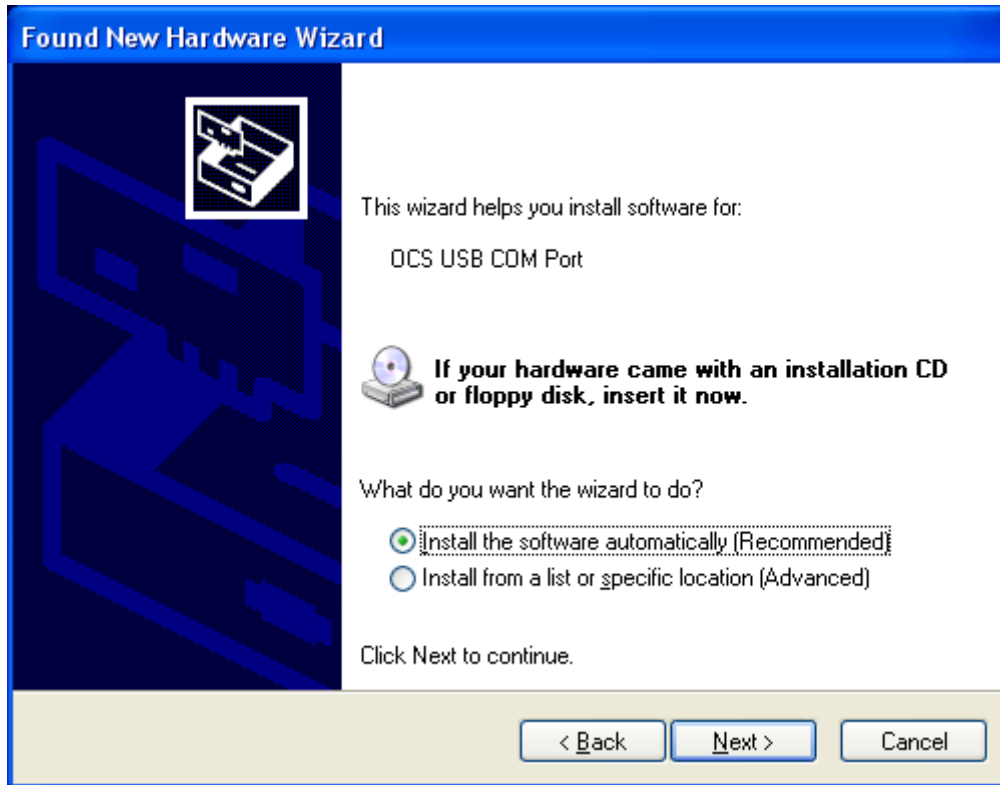 Found New Hardware Wizard
This wizard helps you install software for:
OCS USB COM Port
If your hardware came with an installation CD
or floppy disk, insert it now.
What do you want the wizard to do?
Install the software automatically (Recommended)
Install from a list or specific location (Advanced)
Click Next to continue.
< Back Next > Cancel